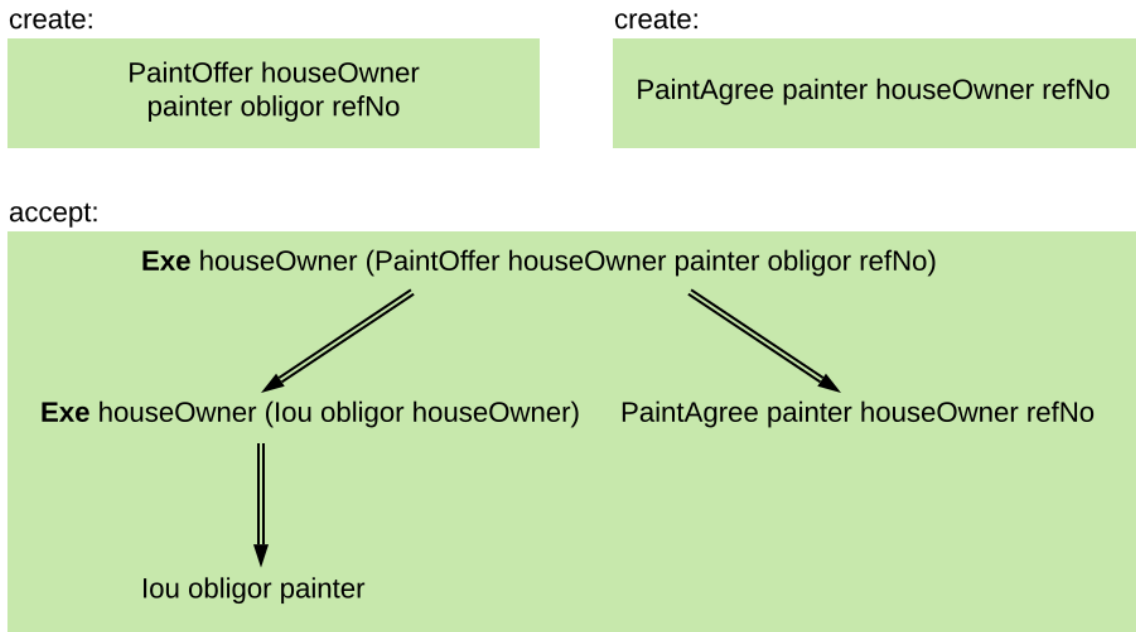 create:
PaintOffer houseOwner
painter obligor refNo
create:
PaintAgree painter houseOwner refNo
accept:
Exe houseOwner (PaintOffer houseOwner painter obligor refNo)
Exe houseOwner (Iou obligor houseOwner)
PaintAgree painter houseOwner refNo
Iou obligor painter